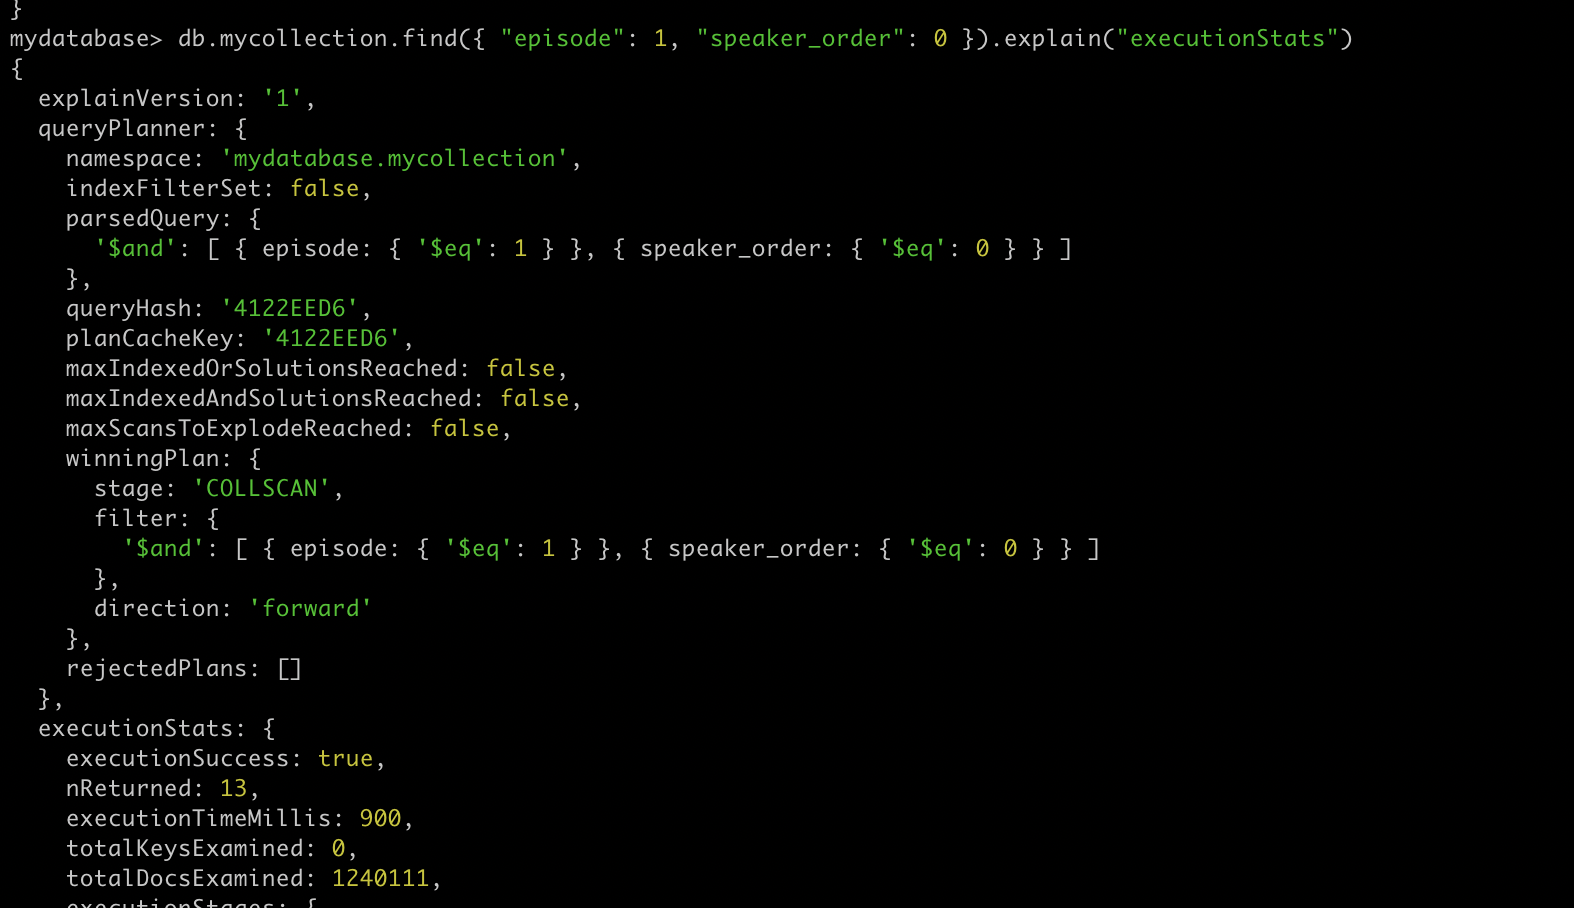 }
mydatabase> db.mycollection.find({ "episode": 1, "speaker_order": 0 }).explain("executionStats")
{
  explainVersion: '1',
  queryPlanner: {
    namespace: 'mydatabase.mycollection',
    indexFilterSet: false,
    parsedQuery: {
      '$and': [ { episode: { '$eq': 1 } }, { speaker_order: { '$eq': 0 } } ]
    },
    queryHash: '4122EED6',
    planCacheKey: '4122EED6',
    maxIndexedOrSolutionsReached: false,
    maxIndexedAndSolutionsReached: false,
    maxScansToExplodeReached: false,
    winningPlan: {
      stage: 'COLLSCAN',
      filter: {
        '$and': [ { episode: { '$eq': 1 } }, { speaker_order: { '$eq': 0 } } ]
      },
      direction: 'forward'
    },
    rejectedPlans: []
  },
  executionStats: {
    executionSuccess: true,
    nReturned: 13,
    executionTimeMillis: 900,
    totalKeysExamined: 0,
    totalDocsExamined: 1240111,
    executionStages: {